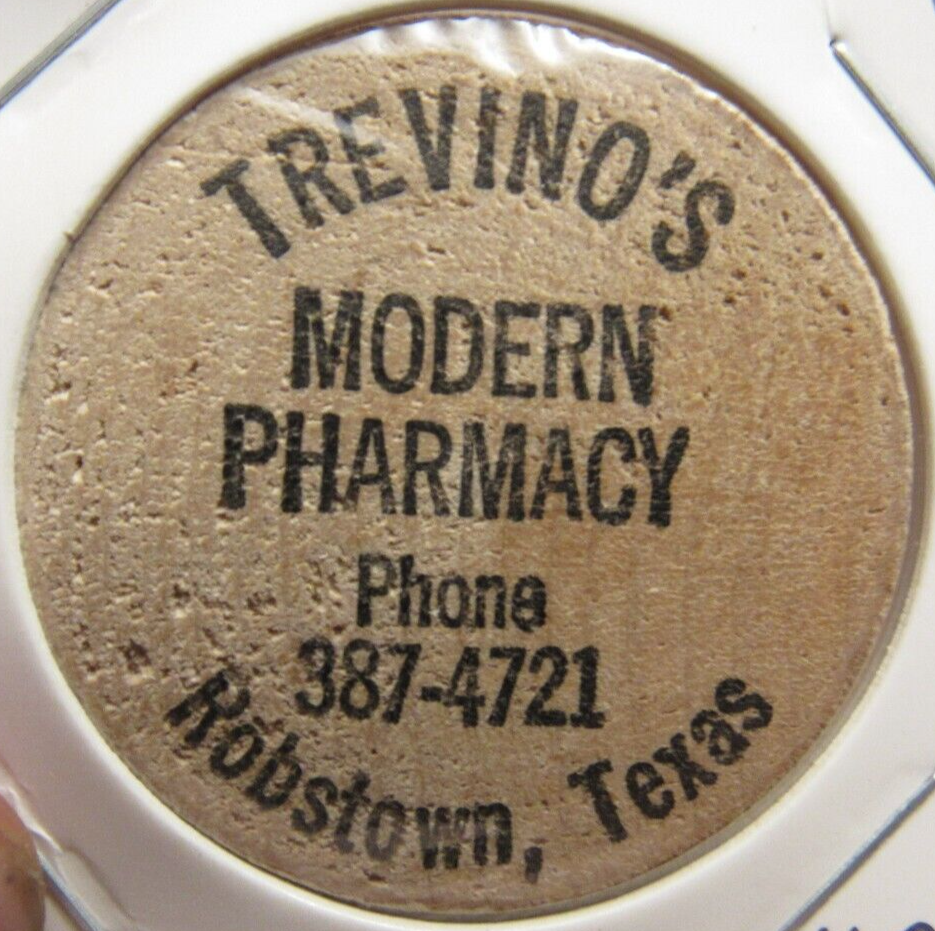 TREVINO'S
MODERN
PHARMACY
Phone
387-4721
Robstown, Texas